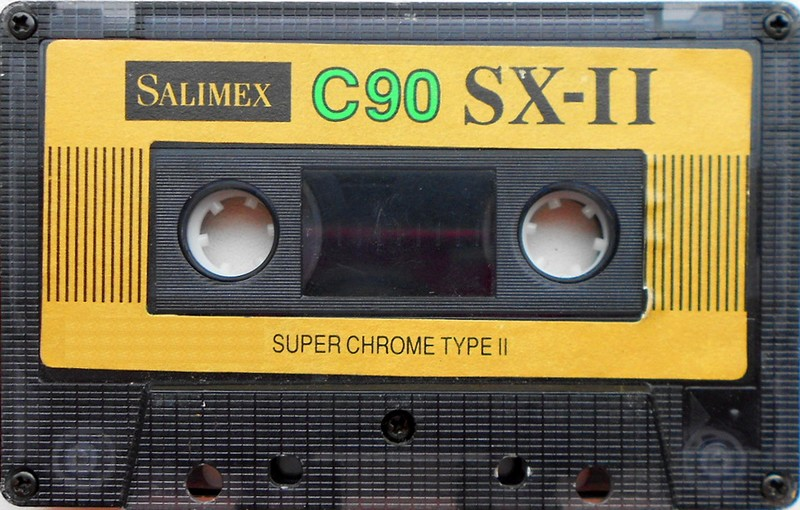 SALIMEX C90 SX-II
SUPER CHROME TYPE II